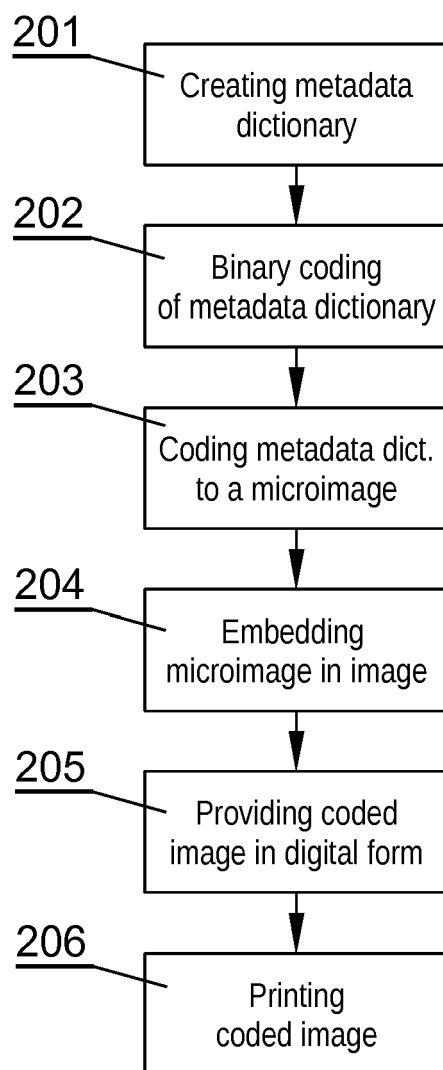 201
Creating metadata
dictionary
202
Binary coding
of metadata dictionary
203
Coding metadata dict.
to a microimage
204
Embedding
microimage in image
205
Providing coded
image in digital form
206
Printing
coded image